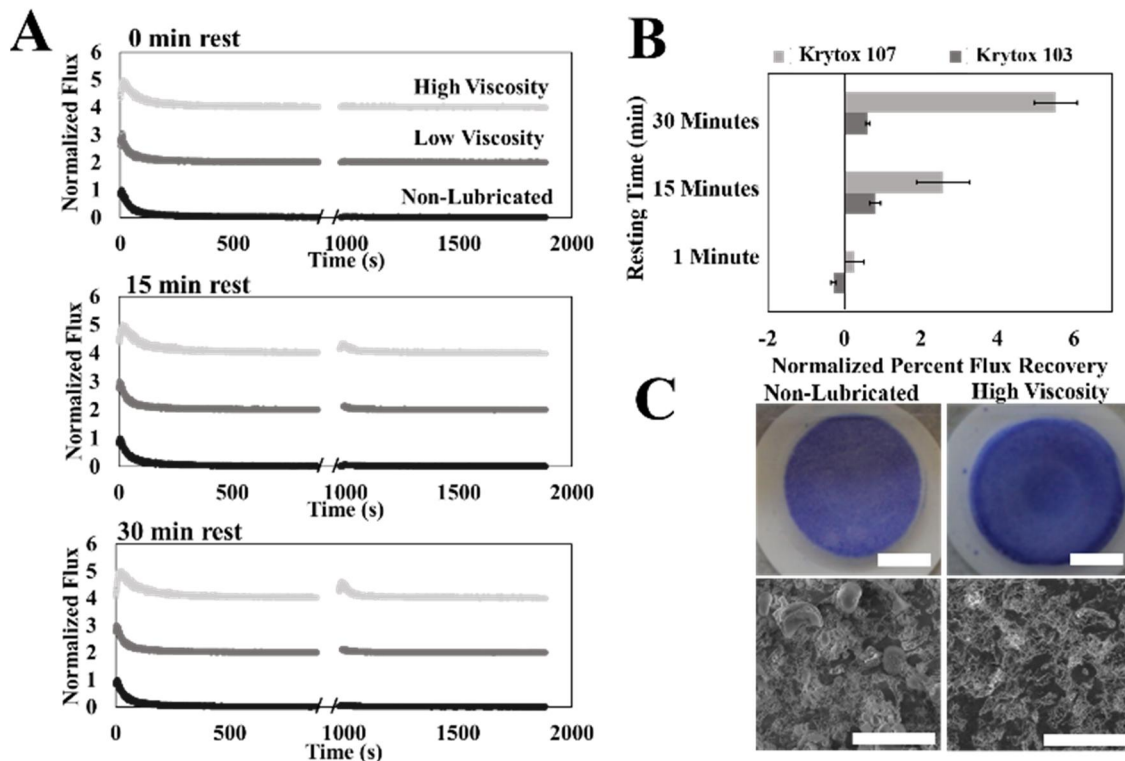 A
0 min rest
Normalized Flux
6
5
4
3
2
1
0
High Viscosity
Low Viscosity
Non-Lubricated
0
500
1000
1500
2000
Time (s)
15 min rest
Normalized Flux
6
5
4
3
2
1
0
0
500
1000
1500
2000
Time (s)
30 min rest
Normalized Flux
6
5
4
3
2
1
0
0
500
1000
1500
2000
Time (s)
B
Krytox 107
Krytox 103
Resting Time (min)
30 Minutes
15 Minutes
1 Minute
-2
0
2
4
6
Normalized Percent Flux Recovery
C
Non-Lubricated
High Viscosity